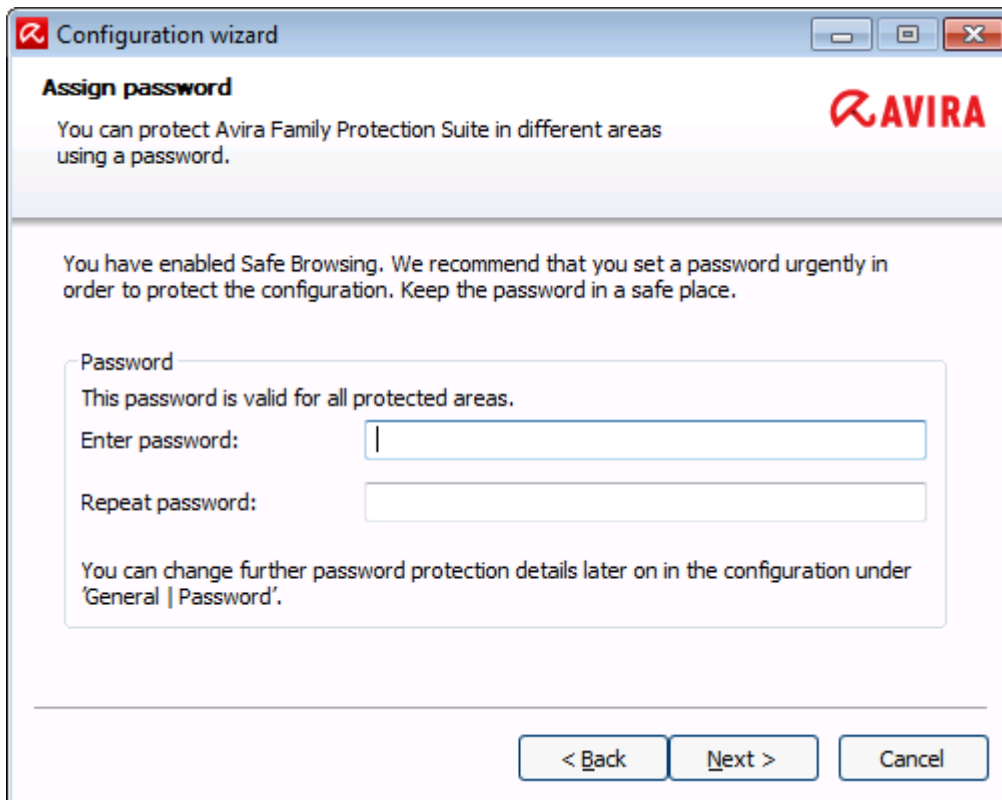 Configuration wizard
Assign password
You can protect Avira Family Protection Suite in different areas
using a password.
AVIRA
You have enabled Safe Browsing. We recommend that you set a password urgently in
order to protect the configuration. Keep the password in a safe place.
Password
This password is valid for all protected areas.
Enter password:
Repeat password:
You can change further password protection details later on in the configuration under
'General | Password'.
< Back
Next >
Cancel